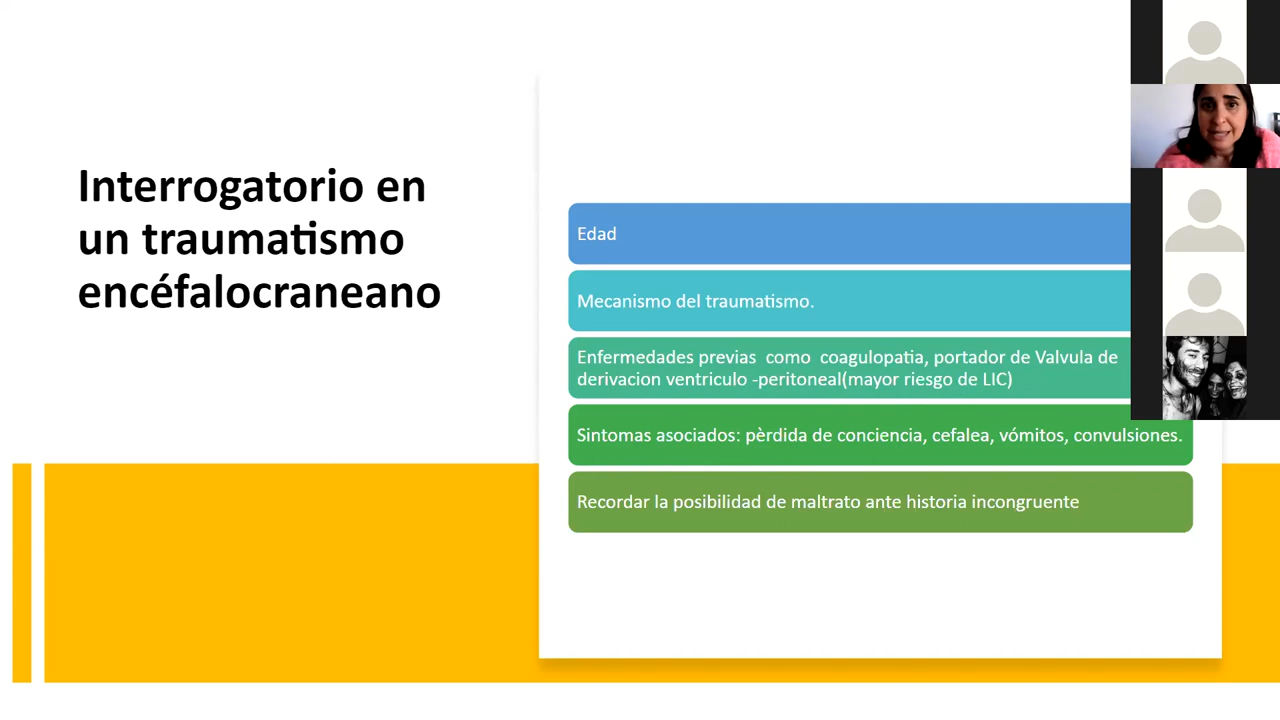 Interrogatorio en
un traumatismo
encéfalocraneano
Edad
Mecanismo del traumatismo.
Enfermedades previas  como  coagulopatia, portador de Valvula de
derivacion ventriculo -peritoneal(mayor riesgo de LIC)
Sintomas asociados: pèrdida de conciencia, cefalea, vómitos, convulsiones.
Recordar la posibilidad de maltrato ante historia incongruente